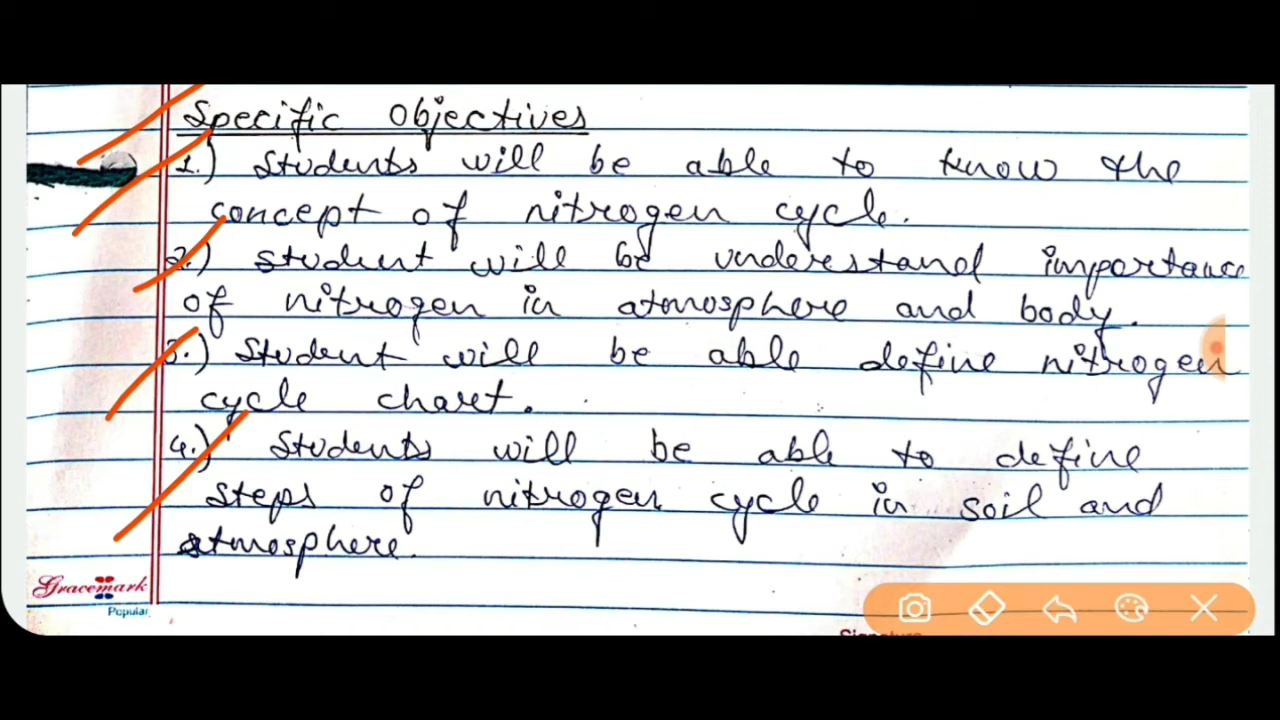 Specific Objectives
1.) Students will be able to know the
concept of nitrogen cycle.
2.) student will be understand importance
of nitrogen in atmosphere and body.
3.) Student will be able define nitrogen
cycle chart.
4.) Students will be able to define
steps of nitrogen cycle in soil and
atmosphere.
Gracemark
Popular